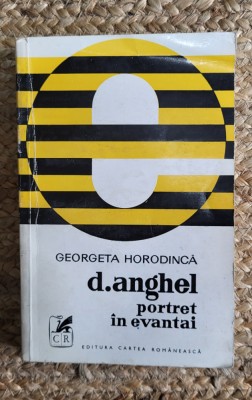 GEORGETA HORODINCĂ
d.anghel
portret
în evantai
CR
EDITURA CARTEA ROMÂNEASCĂ